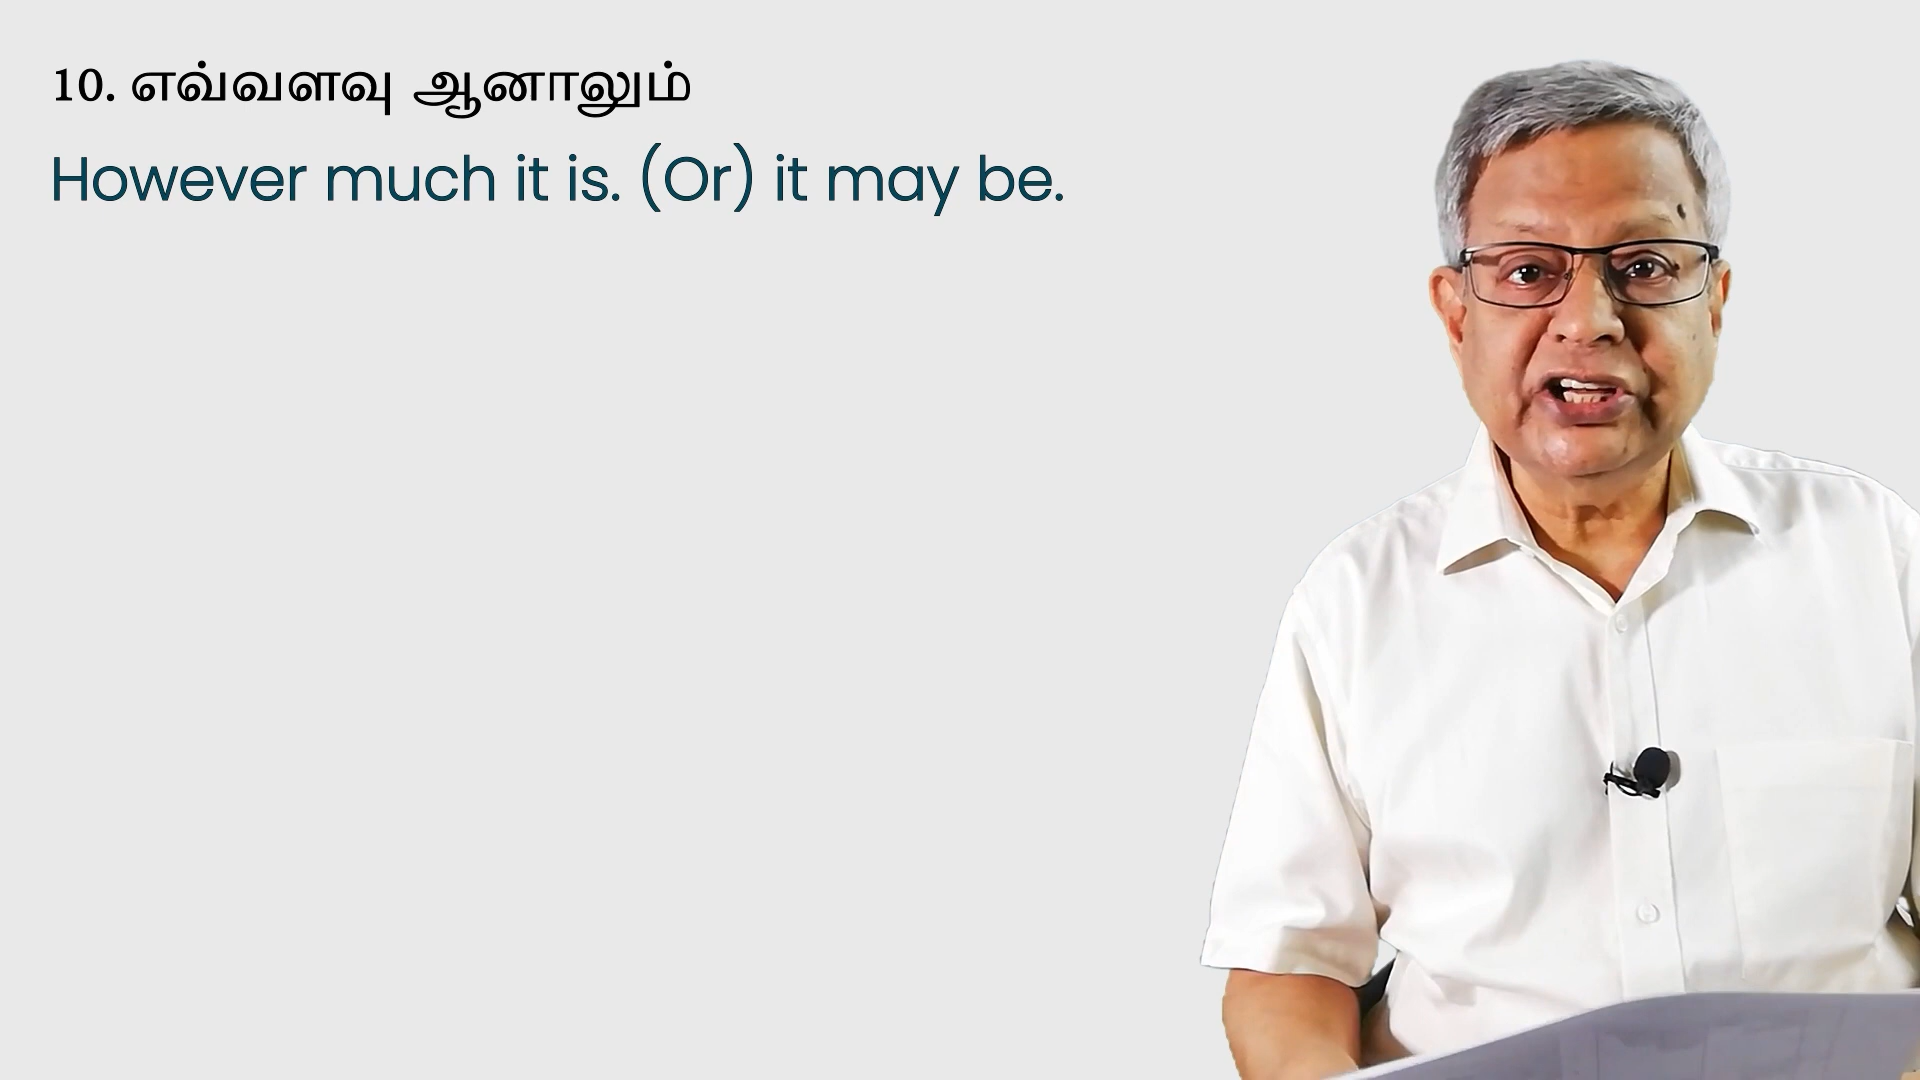 10. எவ்வளவு ஆனாலும்
However much it is. (Or) it may be.